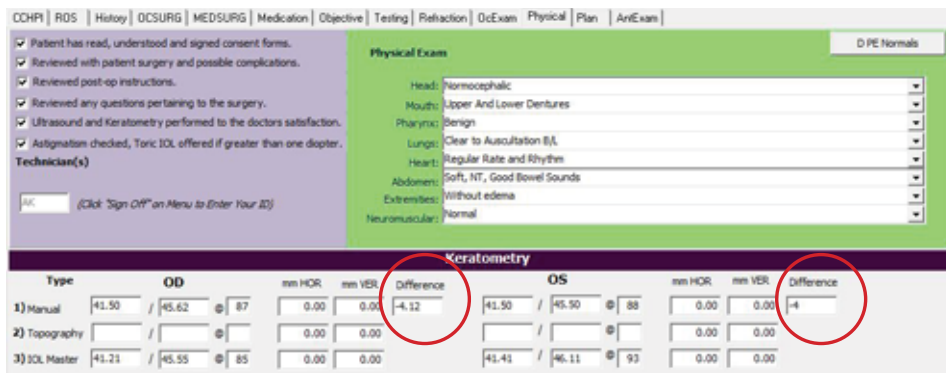 CCHPI | ROS | History | OCSURG | MEDSURG | Medication | Objective | Testing | Refraction | OcExam | Physical | Plan | AntExam
Patient has read, understood and signed consent forms.
Reviewed with patient surgery and possible complications.
Reviewed post-op instructions.
Reviewed any questions pertaining to the surgery.
Ultrasound and Keratometry performed to the doctors satisfaction.
Astigmatism checked, Toric IOL offered if greater than one diopter.
Technician(s)
AK (Click "Sign Off" on Menu to Enter Your ID)
Physical Exam
D PE Normals
Head: Normocephalic
Mouth: Upper And Lower Dentures
Pharynx: Benign
Lungs: Clear to Auscultation B/L
Heart: Regular Rate and Rhythm
Abdomen: Soft, NT, Good Bowel Sounds
Extremities: Without edema
Neuromuscular: Normal
Keratometry
Type OD mm HOR mm VER Difference OS mm HOR mm VER Difference
1) Manual 41.50 / 45.62 @ 87 0.00 0.00 -4.12 41.50 / 45.50 @ 88 0.00 0.00 -4
2) Topography / @ 0.00 0.00 / @ 0.00 0.00
3) IOL Master 41.21 / 45.55 @ 85 0.00 0.00 41.41 / 46.11 @ 93 0.00 0.00